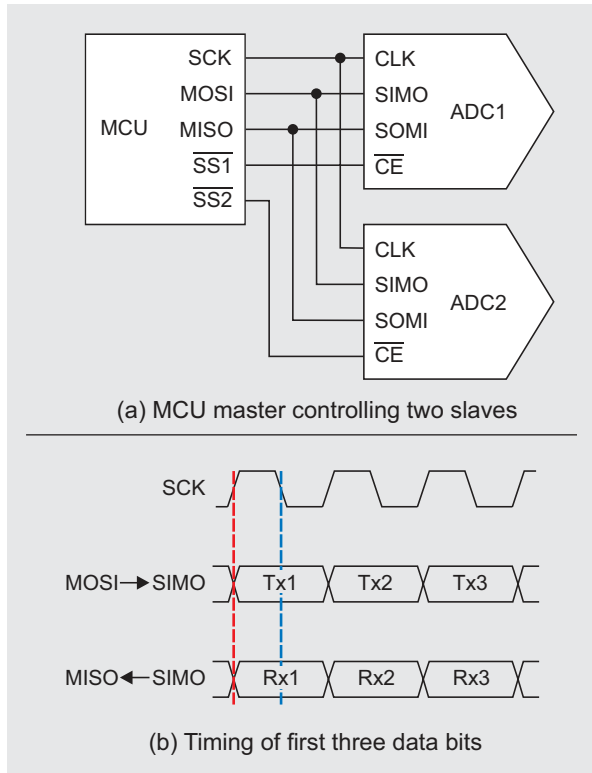 SCK
MOSI
MISO
SS1
SS2
MCU
CLK
SIMO
SOMI
CE
ADC1
CLK
SIMO
SOMI
CE
ADC2
(a) MCU master controlling two slaves
SCK
MOSI→SIMO Tx1 Tx2 Tx3
MISO←SIMO Rx1 Rx2 Rx3
(b) Timing of first three data bits